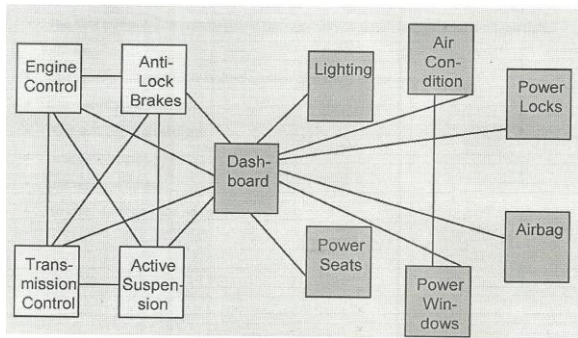 Engine
Control
Anti-
Lock
Brakes
Lighting
Air
Con-
dition
Power
Locks
Dash-
board
Trans-
mission
Control
Active
Suspen-
sion
Power
Seats
Power
Win-
dows
Airbag